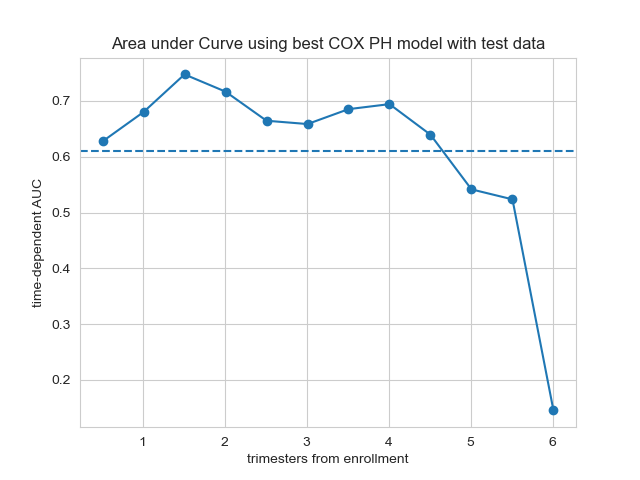 Area under Curve using best COX PH model with test data
time-dependent AUC
0.7
0.6
0.5
0.4
0.3
0.2
1 2 3 4 5 6
trimesters from enrollment